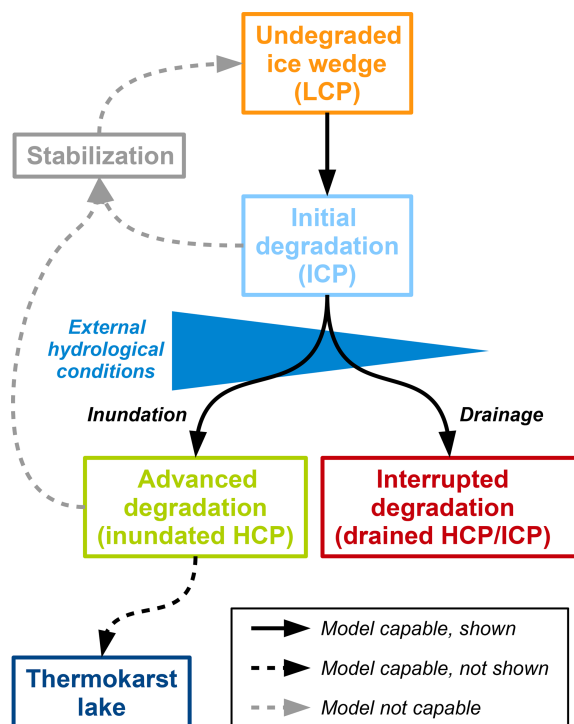 Undegraded
ice wedge
(LCP)
Stabilization
Initial
degradation
(ICP)
External
hydrological
conditions
Inundation
Drainage
Advanced
degradation
(inundated HCP)
Interrupted
degradation
(drained HCP/ICP)
Thermokarst
lake
Model capable, shown
Model capable, not shown
Model not capable